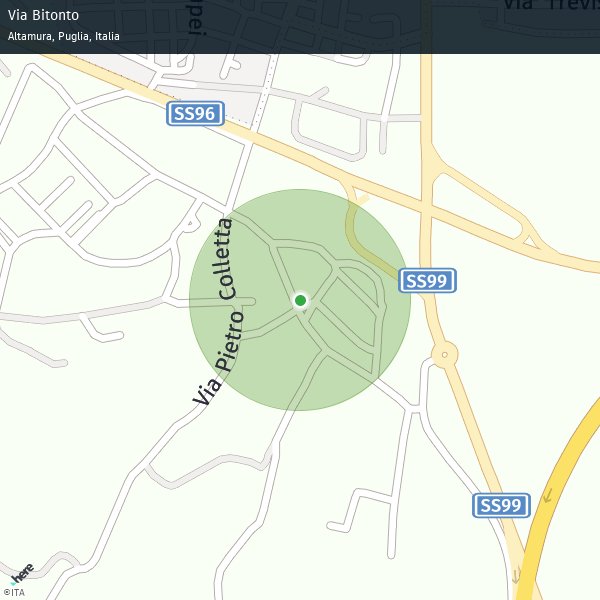 Via Bitonto
Altamura, Puglia, Italia
pei
Via Trevis
SS96
Via Pietro Colletta
SS99
SS99
here
©ITA